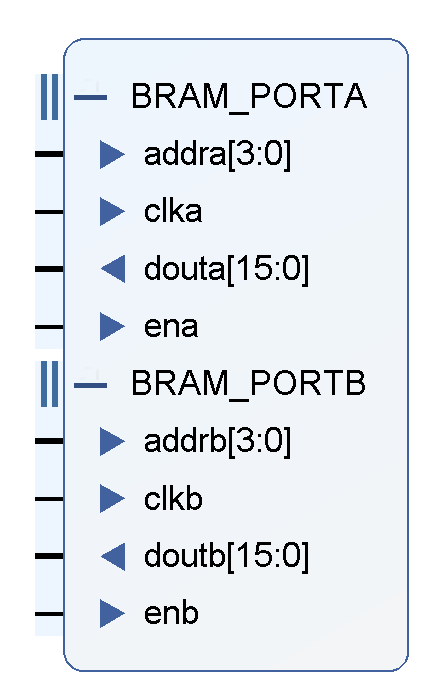 BRAM_PORTA
addra[3:0]
clka
douta[15:0]
ena
BRAM_PORTB
addrb[3:0]
clkb
doutb[15:0]
enb